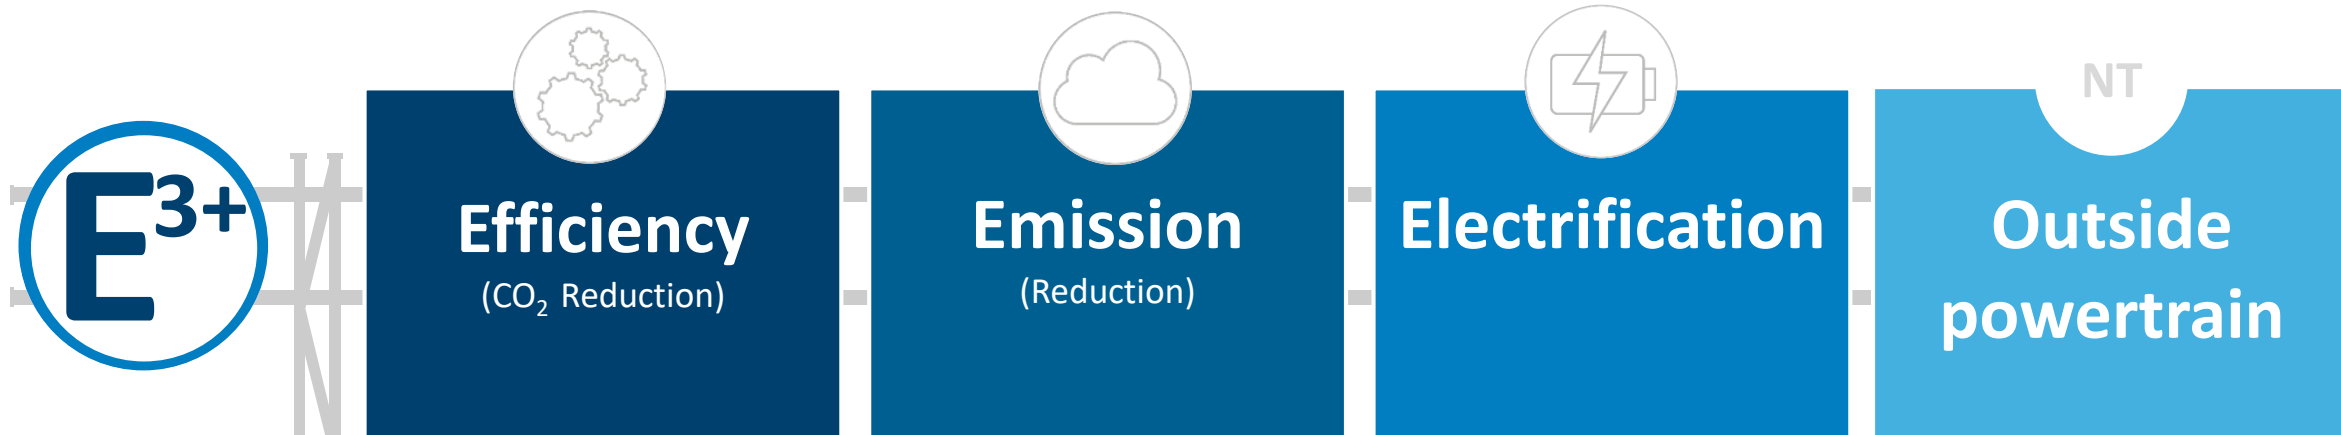 E3+
Efficiency
(CO2 Reduction)
Emission
(Reduction)
Electrification
NT
Outside
powertrain